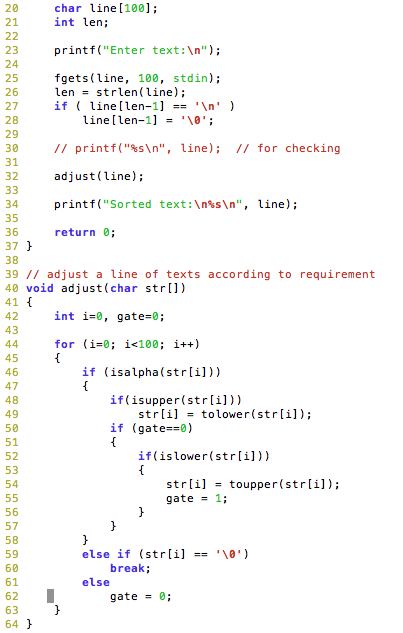 20     char line[100];
21     int len;
22
23     printf("Enter text:\n");
24
25     fgets(line, 100, stdin);
26     len = strlen(line);
27     if ( line[len-1] == '\n' )
28         line[len-1] = '\0';
29
30     // printf("%s\n", line);  // for checking
31
32     adjust(line);
33
34     printf("Sorted text:\n%s\n", line);
35
36     return 0;
37 }
38
39 // adjust a line of texts according to requirement
40 void adjust(char str[])
41 {
42     int i=0, gate=0;
43
44     for (i=0; i<100; i++)
45     {
46         if (isalpha(str[i]))
47         {
48             if(isupper(str[i]))
49                 str[i] = tolower(str[i]);
50             if (gate==0)
51             {
52                 if(islower(str[i]))
53                 {
54                     str[i] = toupper(str[i]);
55                     gate = 1;
56                 }
57             }
58         }
59         else if (str[i] == '\0')
60             break;
61         else
62             gate = 0;
63     }
64 }